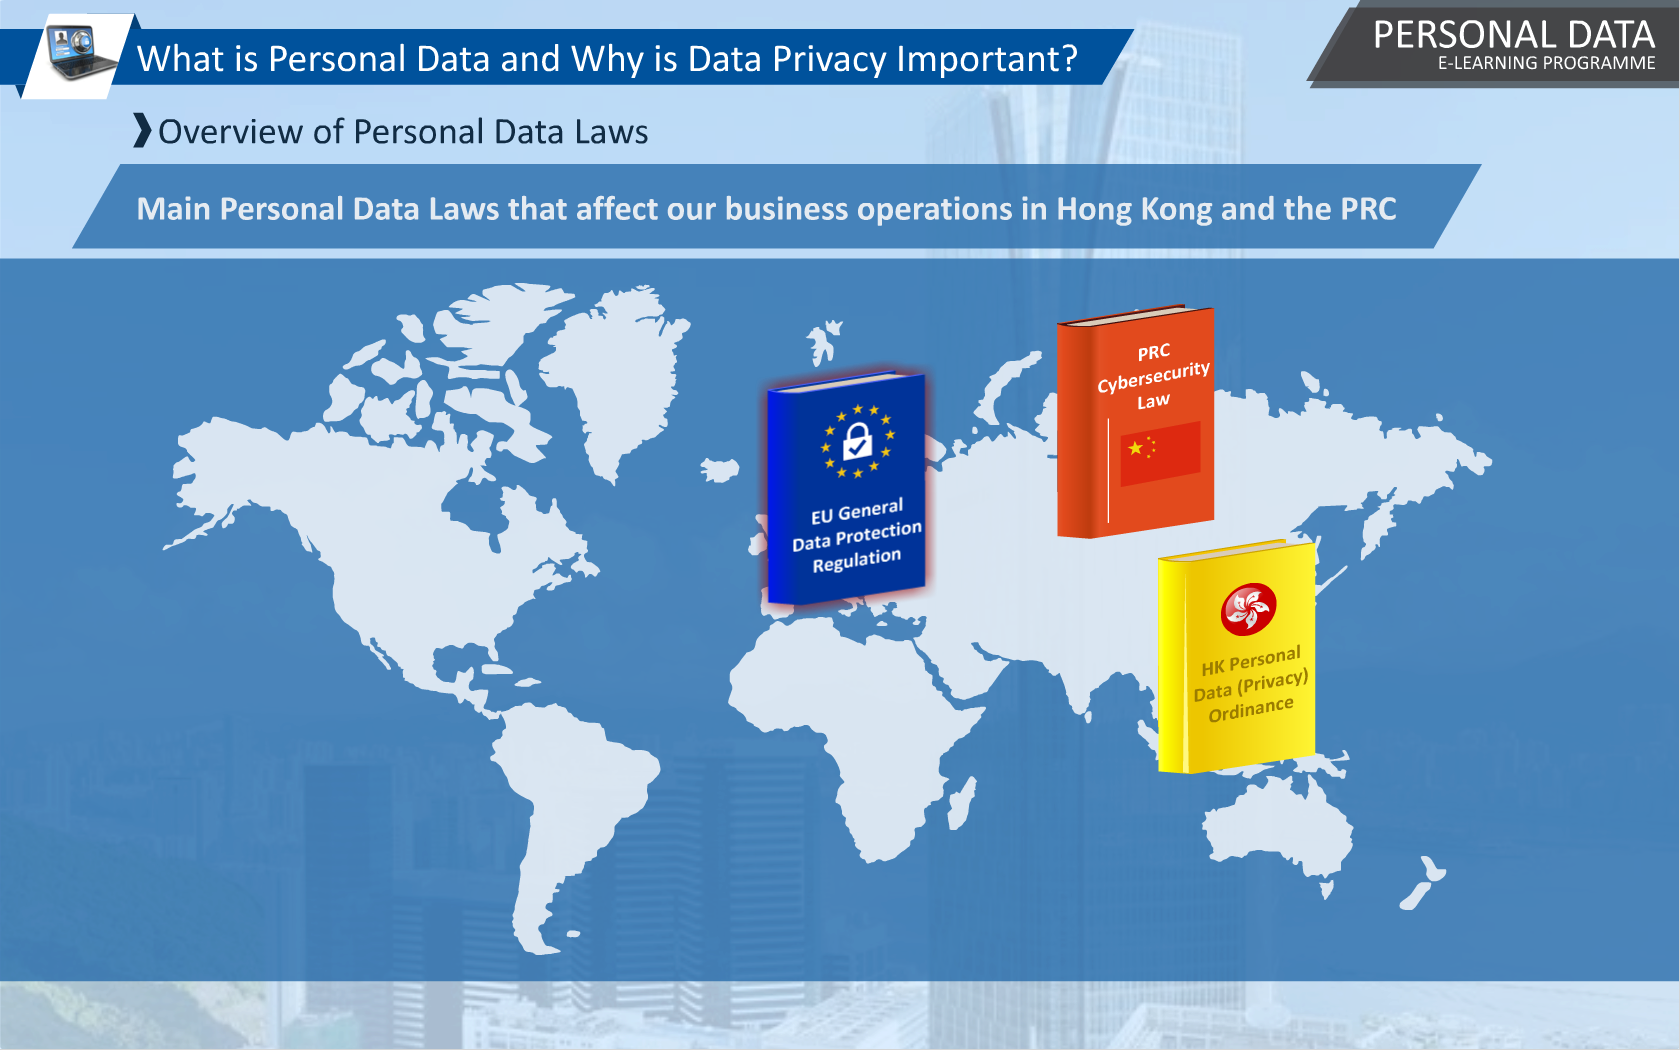 What is Personal Data and Why is Data Privacy Important?
PERSONAL DATA
E-LEARNING PROGRAMME
Overview of Personal Data Laws
Main Personal Data Laws that affect our business operations in Hong Kong and the PRC
PRC
Cybersecurity
Law
EU General
Data Protection
Regulation
HK Personal
Data (Privacy)
Ordinance